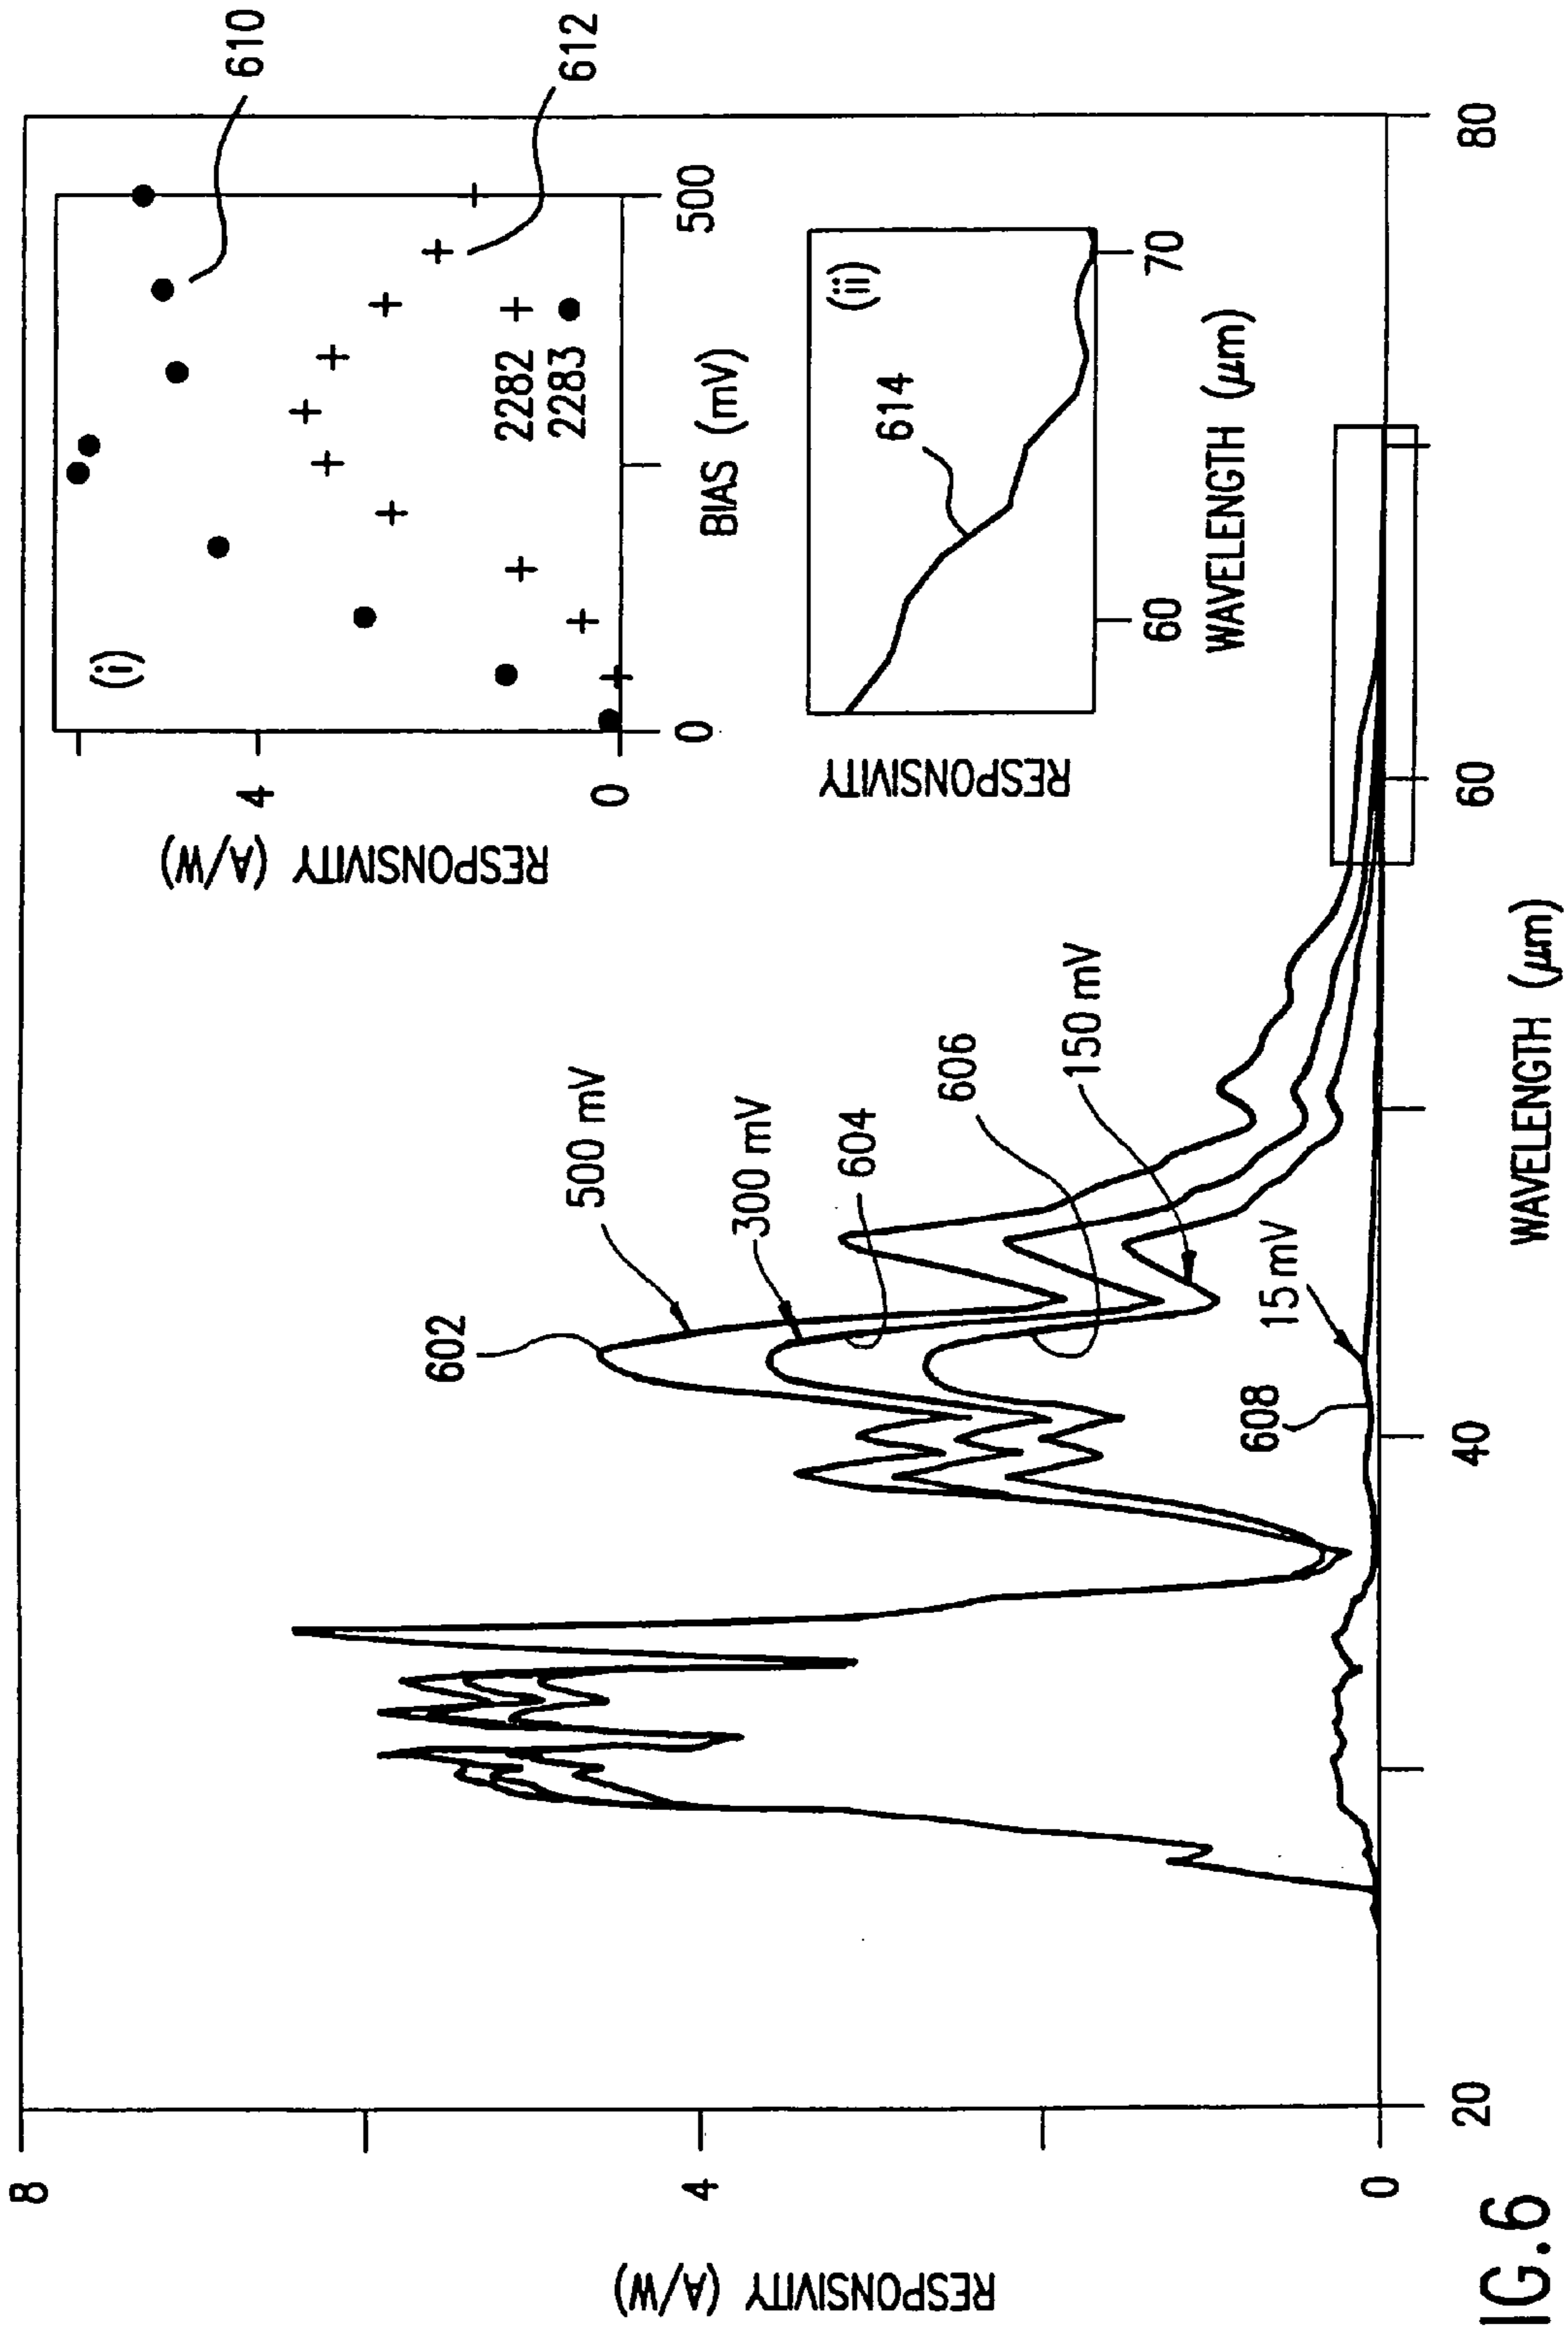 8
4
0
RESPONSIVITY (A/W)
20
40
60
80
WAVELENGTH (μm)
602
500 mV
300 mV
604
606
150 mV
15 mV
608
(i)
RESPONSIVITY (A/W)
4
0
0
500
BIAS (mV)
2282 +
2283 ●
610
612
(ii)
RESPONSIVITY
614
60
70
WAVELENGTH (μm)
IG.6